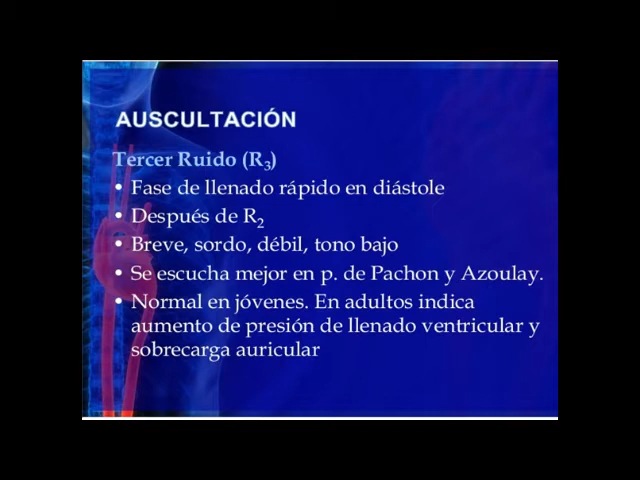 AUSCULTACIÓN
Tercer Ruido (R₃)
• Fase de llenado rápido en diástole
• Después de R₂
• Breve, sordo, débil, tono bajo
• Se escucha mejor en p. de Pachon y Azoulay.
• Normal en jóvenes. En adultos indica
aumento de presión de llenado ventricular y
sobrecarga auricular